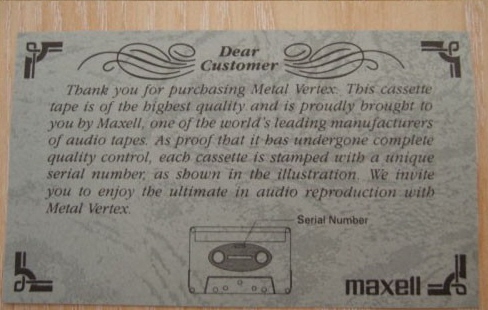 Dear
Customer
Thank you for purchasing Metal Vertex. This cassette
tape is of the highest quality and is proudly brought to
you by Maxell, one of the world's leading manufacturers
of audio tapes. As proof that it has undergone complete
quality control, each cassette is stamped with a unique
serial number, as shown in the illustration. We invite
you to enjoy the ultimate in audio reproduction with
Metal Vertex.
Serial Number
maxell